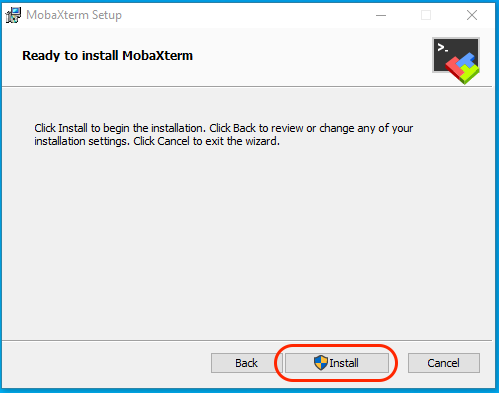 MobaXterm Setup
Ready to install MobaXterm
>_
Click Install to begin the installation. Click Back to review or change any of your
installation settings. Click Cancel to exit the wizard.
Back
Install
Cancel